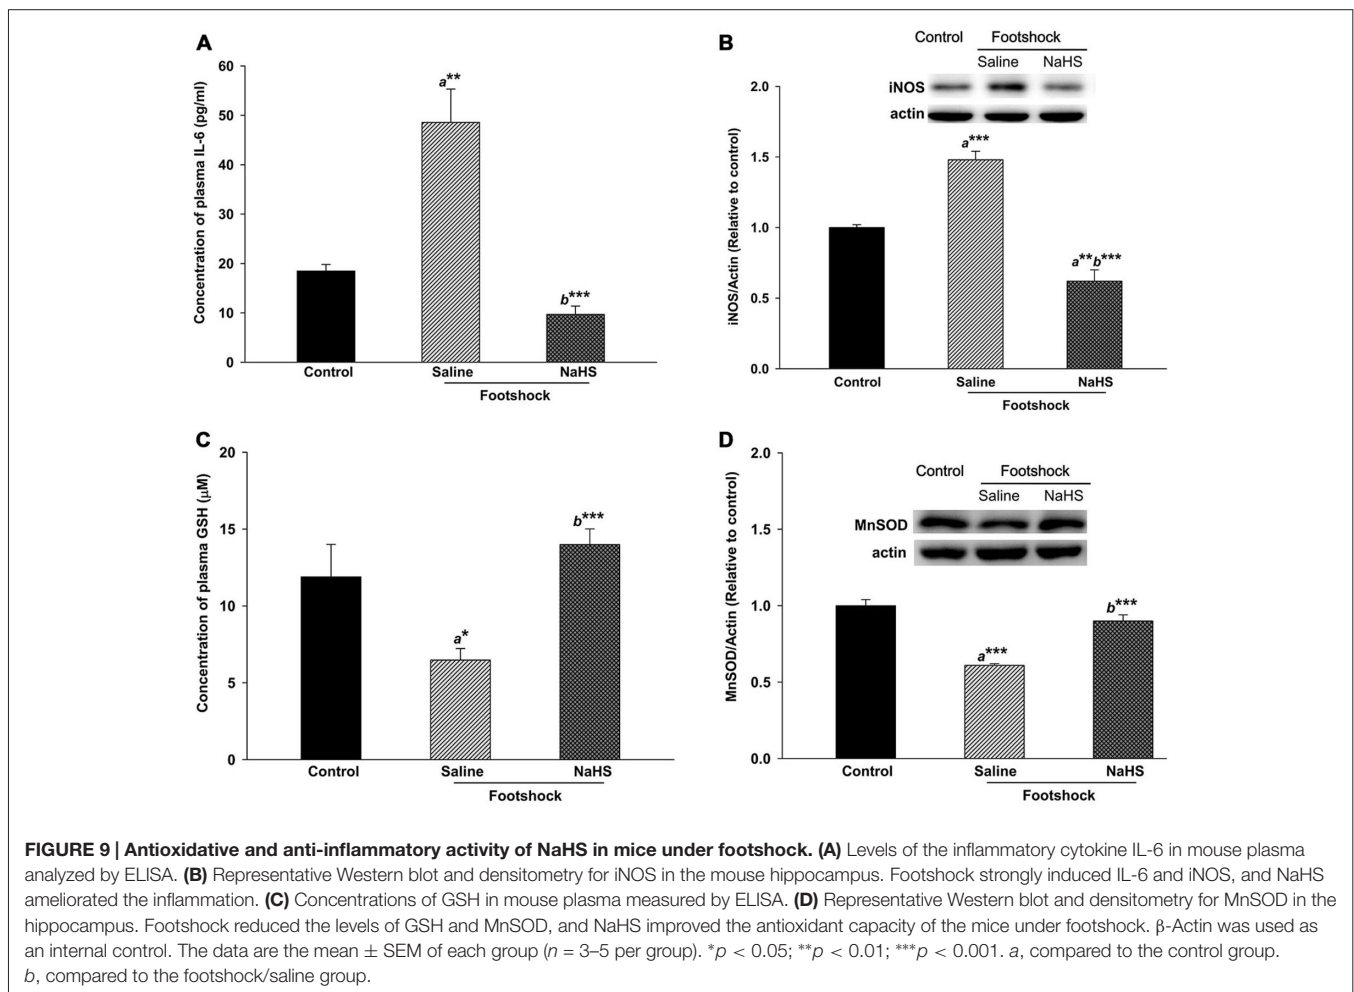 A
60
50
40
30
20
10
0
Concentration of plasma IL-6 (pg/ml)
a**
b***
Control Saline NaHS
Footshock
B
Control Footshock
Saline NaHS
iNOS
actin
2.0
1.5
1.0
0.5
0.0
iNOS/Actin (Relative to control)
a***
a**b***
Control Saline NaHS
Footshock
C
20
15
10
5
0
Concentration of plasma GSH (μM)
a*
b***
Control Saline NaHS
Footshock
D
Control Footshock
Saline NaHS
MnSOD
actin
2.0
1.5
1.0
0.5
0.0
MnSOD/Actin (Relative to control)
a***
b***
Control Saline NaHS
Footshock
FIGURE 9 | Antioxidative and anti-inflammatory activity of NaHS in mice under footshock. (A) Levels of the inflammatory cytokine IL-6 in mouse plasma
analyzed by ELISA. (B) Representative Western blot and densitometry for iNOS in the mouse hippocampus. Footshock strongly induced IL-6 and iNOS, and NaHS
ameliorated the inflammation. (C) Concentrations of GSH in mouse plasma measured by ELISA. (D) Representative Western blot and densitometry for MnSOD in the
hippocampus. Footshock reduced the levels of GSH and MnSOD, and NaHS improved the antioxidant capacity of the mice under footshock. β-Actin was used as
an internal control. The data are the mean ± SEM of each group (n = 3–5 per group). *p < 0.05; **p < 0.01; ***p < 0.001. a, compared to the control group.
b, compared to the footshock/saline group.